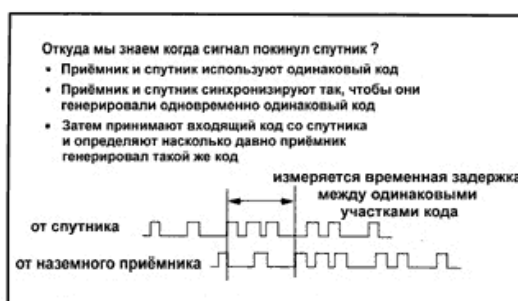 Откуда мы знаем когда сигнал покинул спутник ?
• Приёмник и спутник используют одинаковый код
• Приёмник и спутник синхронизируют так, чтобы они
генерировали одновременно одинаковый код
• Затем принимают входящий код со спутника
и определяют насколько давно приёмник
генерировал такой же код
измеряется временная задержка
между одинаковыми
участками кода
от спутника
от наземного приёмника